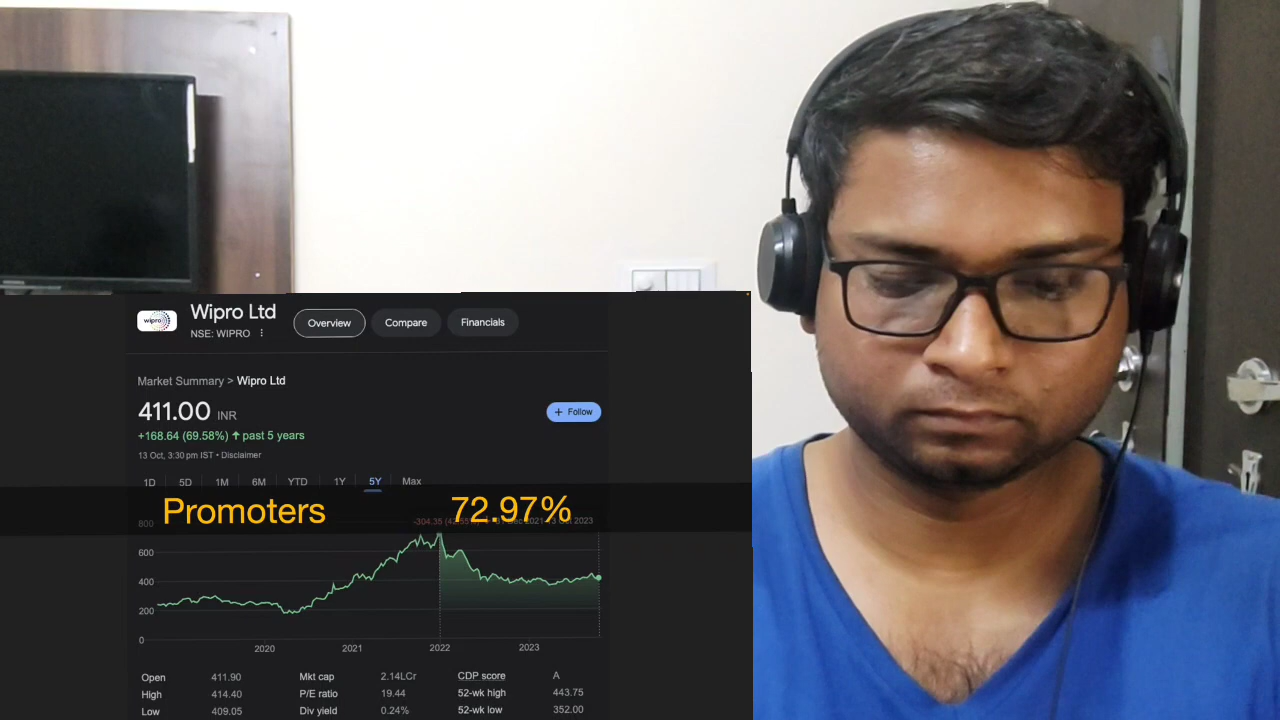 wipro
Wipro Ltd
NSE: WIPRO
Overview
Compare
Financials
Market Summary > Wipro Ltd
411.00 INR
+ Follow
+168.64 (69.58%) ↑ past 5 years
13 Oct, 3:30 pm IST • Disclaimer
1D 5D 1M 6M YTD 1Y 5Y Max
Promoters 72.97%
800
-304.35 2021 2023
600
400
200
0
2020 2021 2022 2023
Open 411.90 Mkt cap 2.14LCr CDP score A
High 414.40 P/E ratio 19.44 52-wk high 443.75
Low 409.05 Div yield 0.24% 52-wk low 352.00